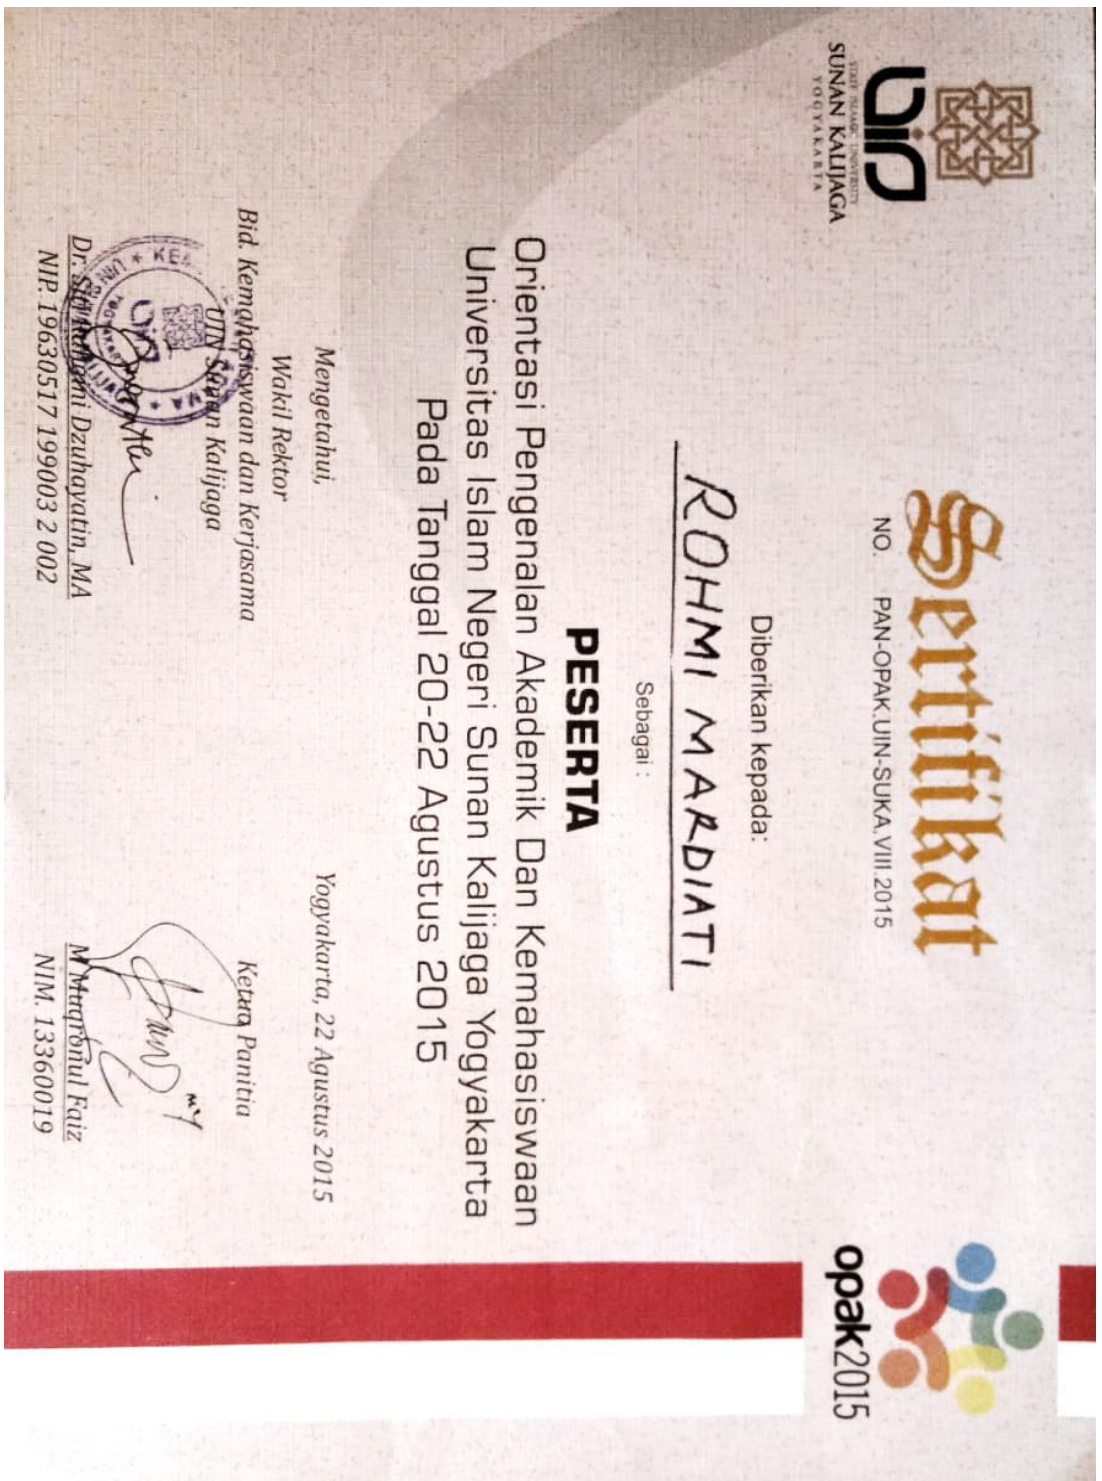 uin
STATE ISLAMIC UNIVERSITY
SUNAN KALIJAGA
YOGYAKARTA
opak2015
Sertifikat
NO. PAN-OPAK.UIN-SUKA.VIII.2015
Diberikan kepada:
ROHMI MARDIATI
Sebagai :
PESERTA
Orientasi Pengenalan Akademik Dan Kemahasiswaan
Universitas Islam Negeri Sunan Kalijaga Yogyakarta
Pada Tanggal 20-22 Agustus 2015
Mengetahui,
Wakil Rektor
Bid. Kemahasiswaan dan Kerjasama
UIN Sunan Kalijaga
Dr. Dzuhayatin, MA
NIP. 19630517 199003 2 002
Yogyakarta, 22 Agustus 2015
Ketua Panitia
M Muqronul Faiz
NIM. 13360019